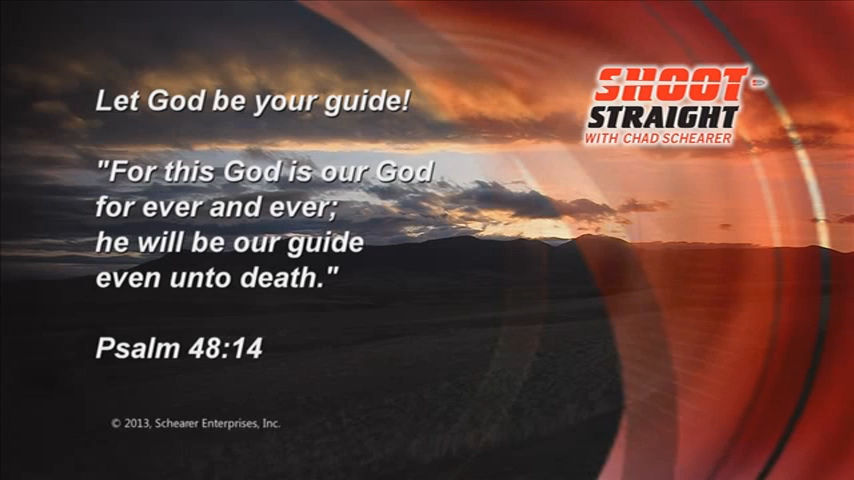 Let God be your guide!
"For this God is our God
for ever and ever;
he will be our guide
even unto death."
Psalm 48:14
© 2013, Schearer Enterprises, Inc.
SHOOT
STRAIGHT
WITH CHAD SCHEARER